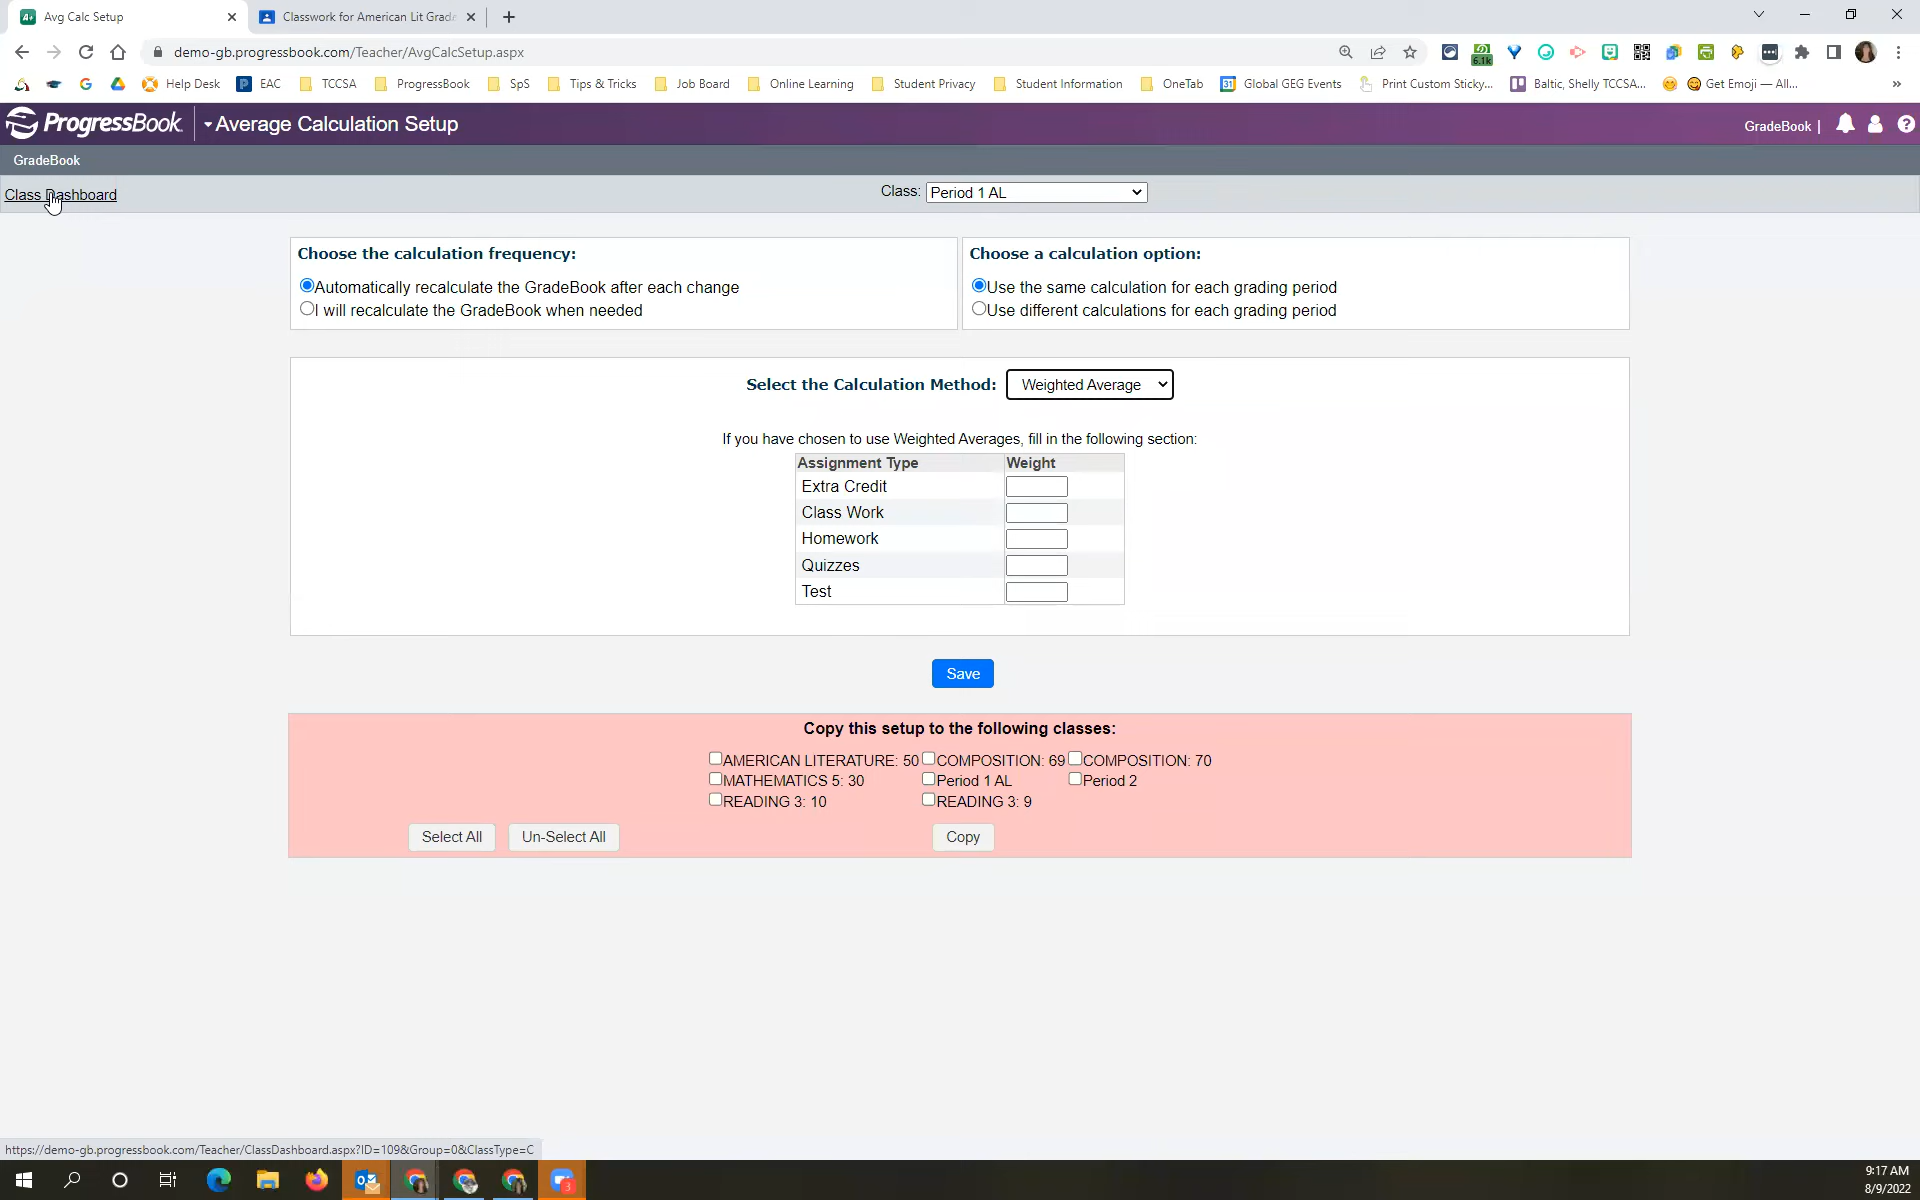 Avg Calc Setup
Classwork for American Lit Grad
demo-gb.progressbook.com/Teacher/AvgCalcSetup.aspx
6.1k
Help Desk
EAC
TCCSA
ProgressBook
SpS
Tips & Tricks
Job Board
Online Learning
Student Privacy
Student Information
OneTab
31
Global GEG Events
Print Custom Sticky...
Baltic, Shelly TCCSA...
Get Emoji — All...
ProgressBook
Average Calculation Setup
GradeBook |
GradeBook
Class Dashboard
Class: Period 1 AL
Choose the calculation frequency:
Automatically recalculate the GradeBook after each change
I will recalculate the GradeBook when needed
Choose a calculation option:
Use the same calculation for each grading period
Use different calculations for each grading period
Select the Calculation Method: Weighted Average
If you have chosen to use Weighted Averages, fill in the following section:
Assignment Type Weight
Extra Credit
Class Work
Homework
Quizzes
Test
Save
Copy this setup to the following classes:
AMERICAN LITERATURE: 50 COMPOSITION: 69 COMPOSITION: 70
MATHEMATICS 5: 30 Period 1 AL Period 2
READING 3: 10 READING 3: 9
Select All Un-Select All Copy
https://demo-gb.progressbook.com/Teacher/ClassDashboard.aspx?ID=109&Group=0&ClassType=C
3
9:17 AM
8/9/2022